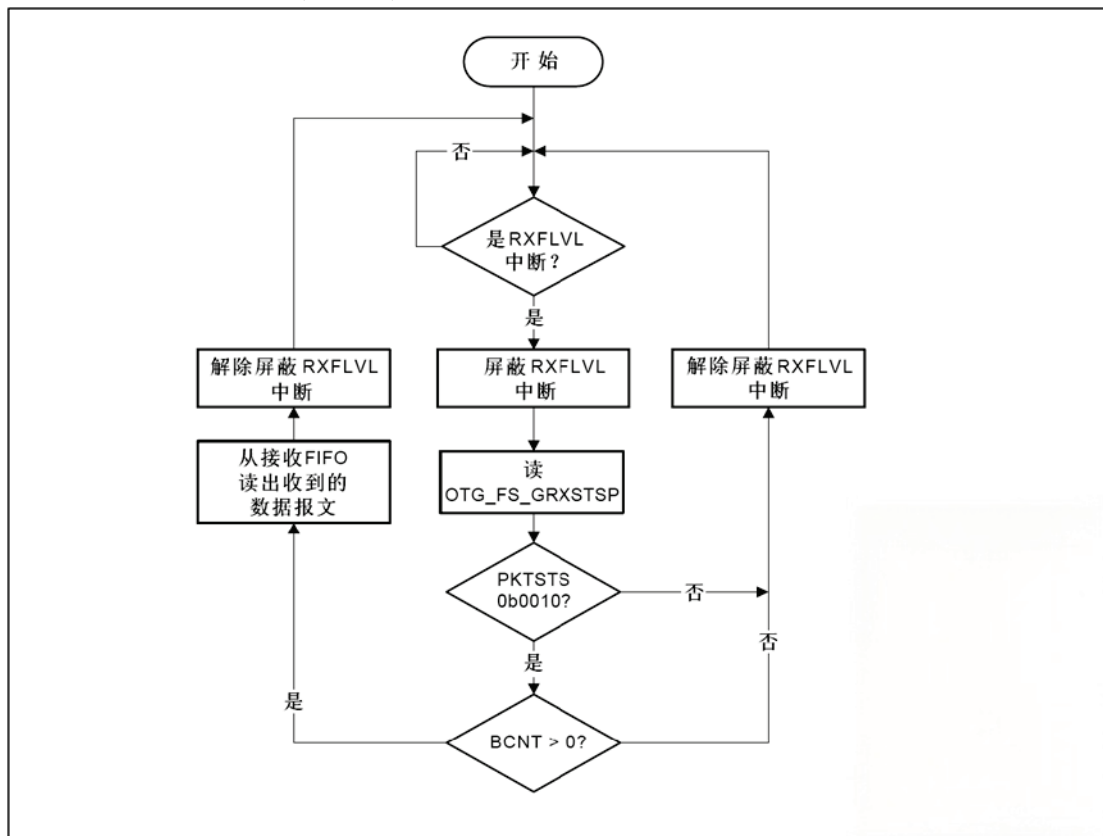 开始
否
是RXFLVL
中断?
是
解除屏蔽RXFLVL
中断
屏蔽RXFLVL
中断
解除屏蔽RXFLVL
中断
从接收FIFO
读出收到的
数据报文
读
OTG_FS_GRXSTSP
PKTSTS
0b0010?
否
否
是
是
BCNT > 0?